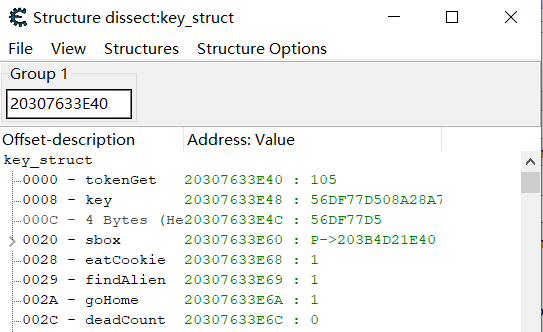 Structure dissect:key_struct
File View Structures Structure Options
Group 1
20307633E40
Offset-description Address: Value
key_struct
0000 - tokenGet 20307633E40 : 105
0008 - key 20307633E48 : 56DF77D508A28A7
000C - 4 Bytes (He 20307633E4C : 56DF77D5
0020 - sbox 20307633E60 : P->203B4D21E40
0028 - eatCookie 20307633E68 : 1
0029 - findAlien 20307633E69 : 1
002A - goHome 20307633E6A : 1
002C - deadCount 20307633E6C : 0